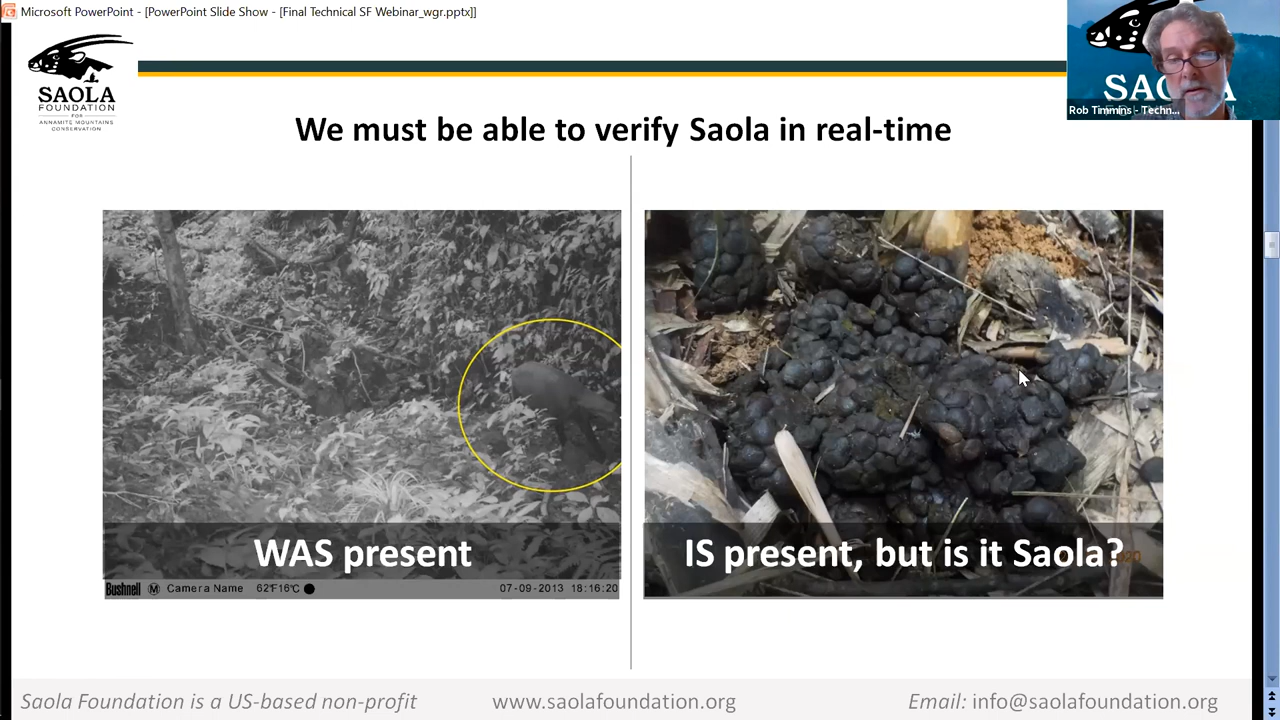 Microsoft PowerPoint - [PowerPoint Slide Show - [Final Technical SF Webinar_wgr.pptx]]
SAOLA
FOUNDATION
FOR
ANNAMITE MOUNTAINS
CONSERVATION
Rob Timmins - Techn...
We must be able to verify Saola in real-time
WAS present
IS present, but is it Saola?
Bushnell M Camera Name 62°F16°C 07-09-2013 18:16:20
Saola Foundation is a US-based non-profit
www.saolafoundation.org
Email: info@saolafoundation.org